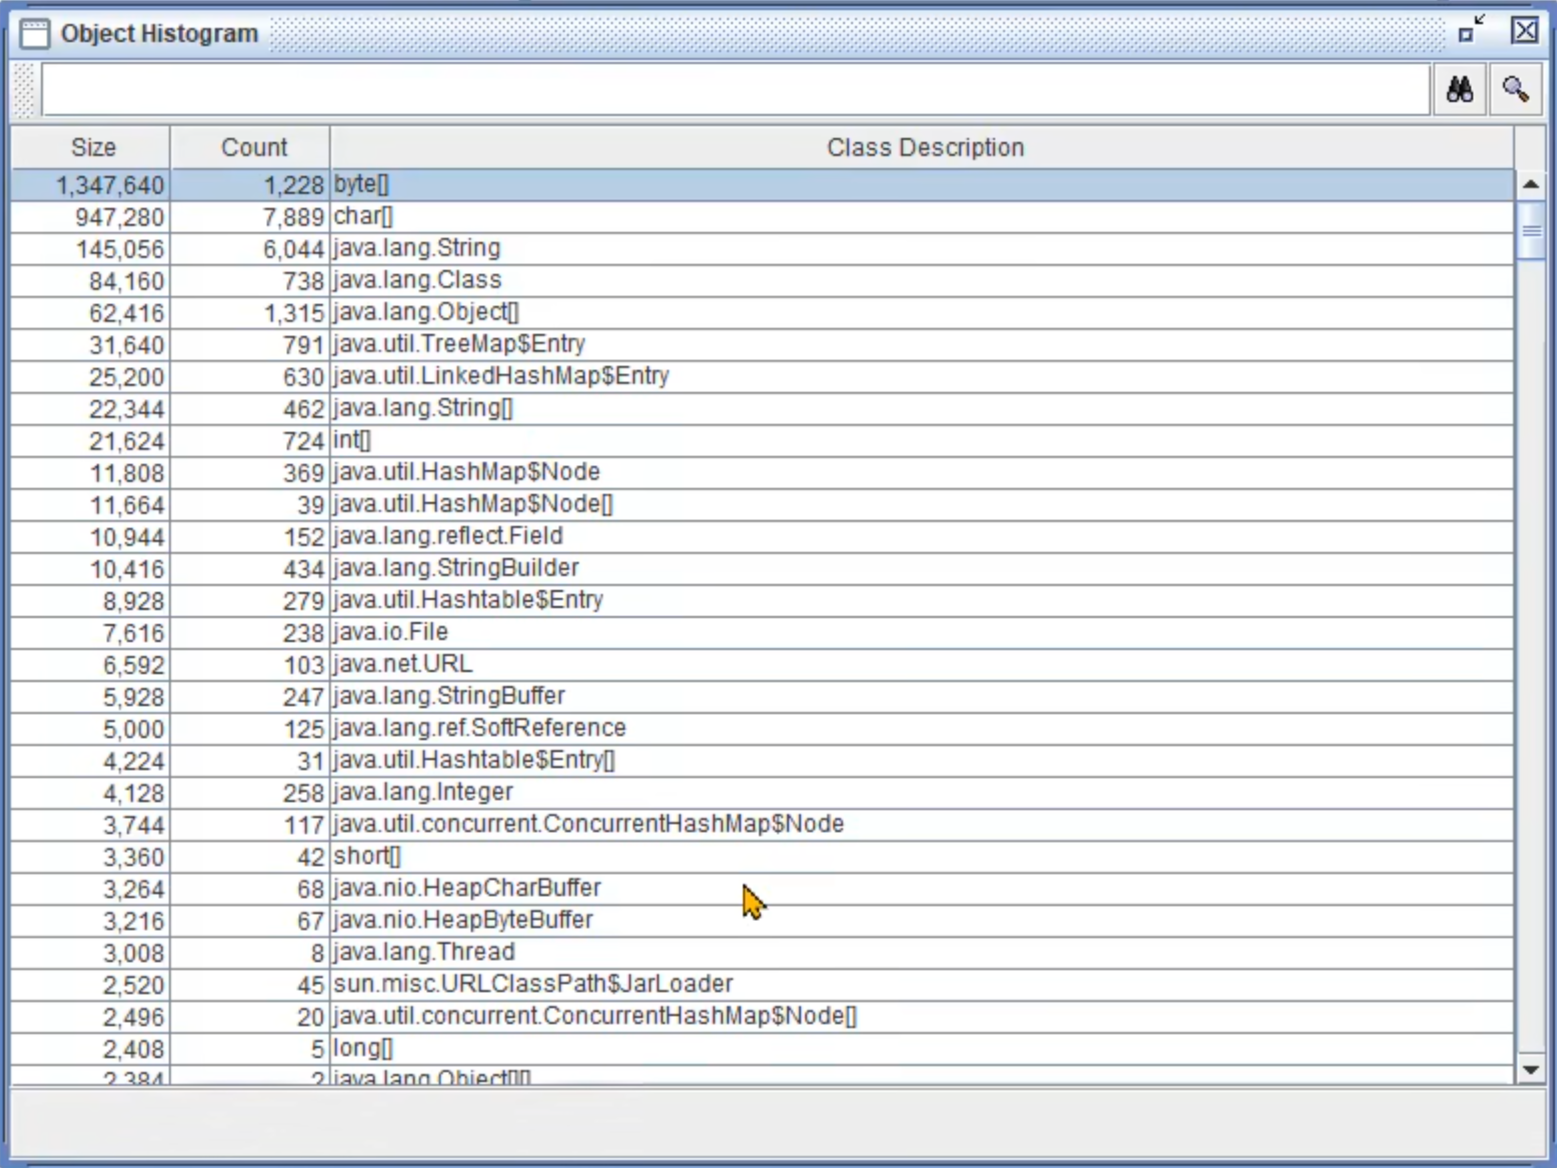 Object Histogram
Size Count Class Description
1,347,640 1,228 byte[]
947,280 7,889 char[]
145,056 6,044 java.lang.String
84,160 738 java.lang.Class
62,416 1,315 java.lang.Object[]
31,640 791 java.util.TreeMap$Entry
25,200 630 java.util.LinkedHashMap$Entry
22,344 462 java.lang.String[]
21,624 724 int[]
11,808 369 java.util.HashMap$Node
11,664 39 java.util.HashMap$Node[]
10,944 152 java.lang.reflect.Field
10,416 434 java.lang.StringBuilder
8,928 279 java.util.Hashtable$Entry
7,616 238 java.io.File
6,592 103 java.net.URL
5,928 247 java.lang.StringBuffer
5,000 125 java.lang.ref.SoftReference
4,224 31 java.util.Hashtable$Entry[]
4,128 258 java.lang.Integer
3,744 117 java.util.concurrent.ConcurrentHashMap$Node
3,360 42 short[]
3,264 68 java.nio.HeapCharBuffer
3,216 67 java.nio.HeapByteBuffer
3,008 8 java.lang.Thread
2,520 45 sun.misc.URLClassPath$JarLoader
2,496 20 java.util.concurrent.ConcurrentHashMap$Node[]
2,408 5 long[]
2,384 2 java.lang.Object[][]